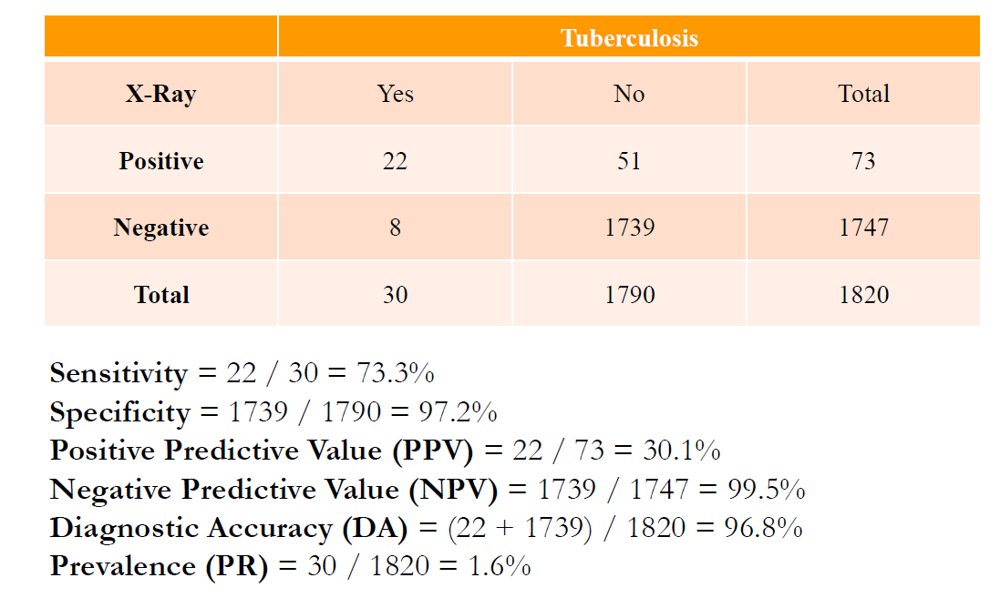 Tuberculosis
X-Ray Yes No Total
Positive 22 51 73
Negative 8 1739 1747
Total 30 1790 1820
Sensitivity = 22 / 30 = 73.3%
Specificity = 1739 / 1790 = 97.2%
Positive Predictive Value (PPV) = 22 / 73 = 30.1%
Negative Predictive Value (NPV) = 1739 / 1747 = 99.5%
Diagnostic Accuracy (DA) = (22 + 1739) / 1820 = 96.8%
Prevalence (PR) = 30 / 1820 = 1.6%